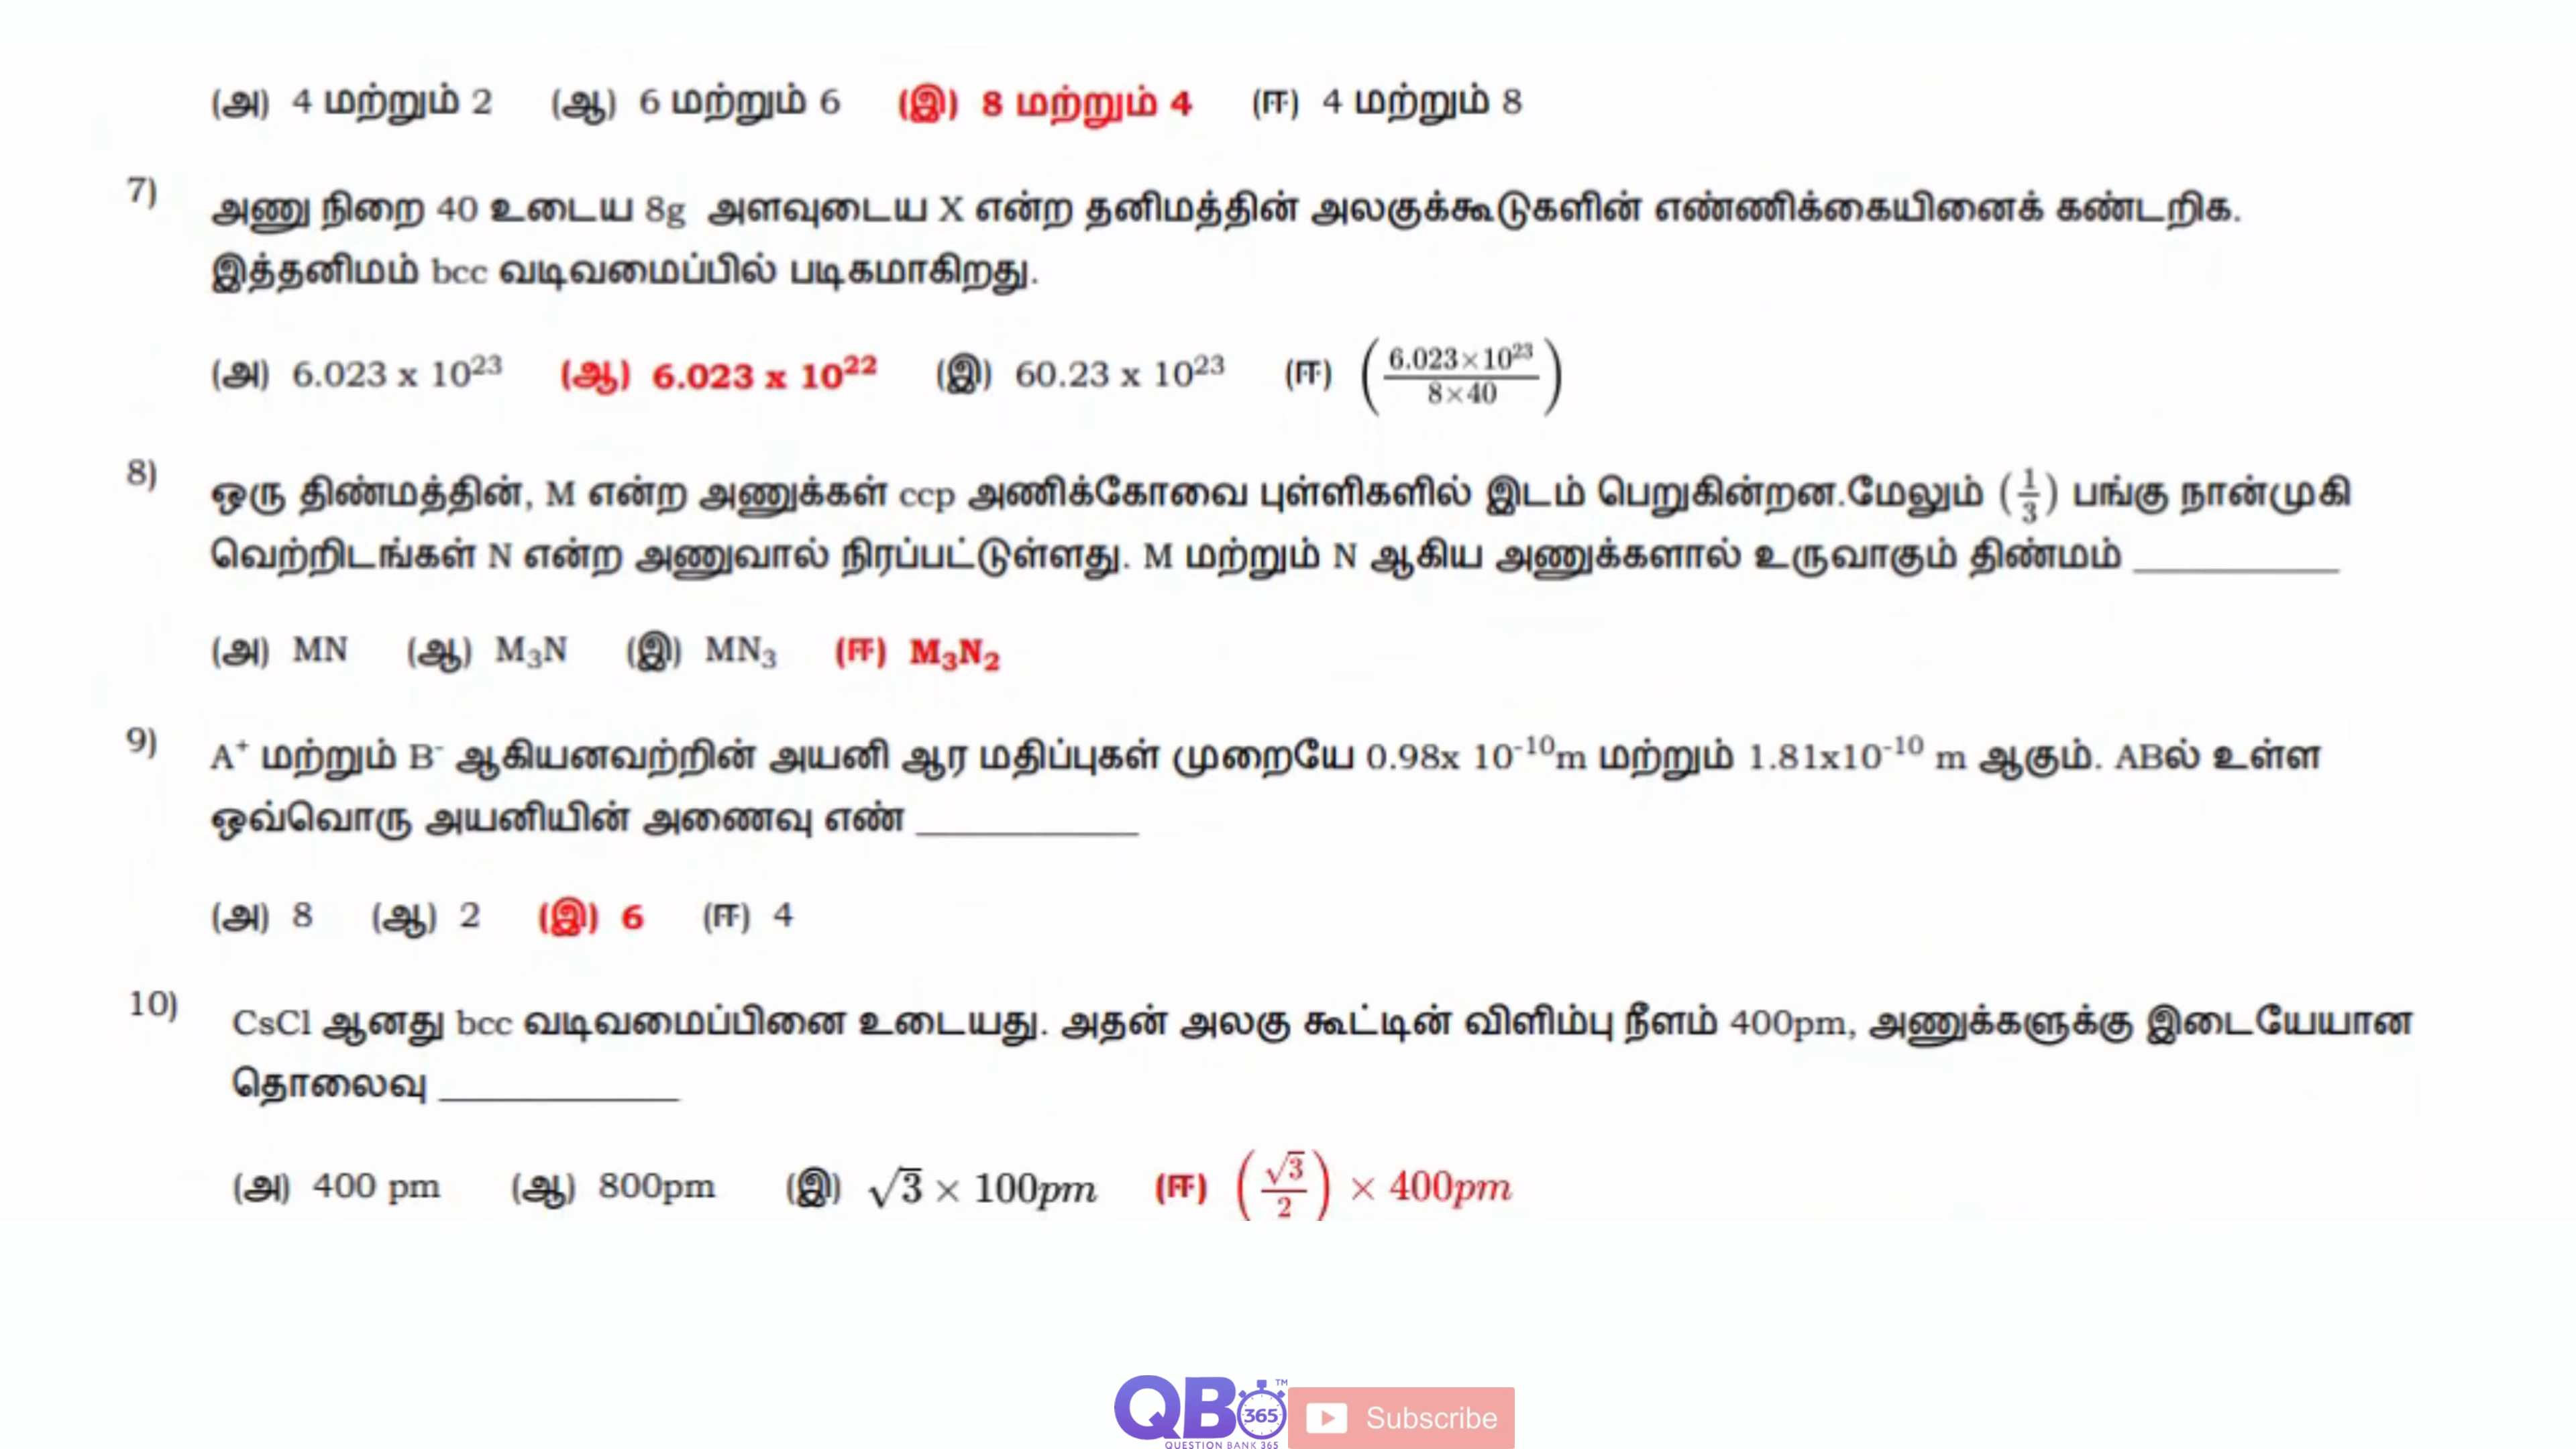 (அ) 4 மற்றும் 2 (ஆ) 6 மற்றும் 6 (இ) 8 மற்றும் 4 (ஈ) 4 மற்றும் 8
7) அணு நிறை 40 உடைய 8g அளவுடைய X என்ற தனிமத்தின் அலகுக்கூடுகளின் எண்ணிக்கையினைக் கண்டறிக.
இத்தனிமம் bcc வடிவமைப்பில் படிகமாகிறது.
(அ) 6.023 x 10²³ (ஆ) 6.023 x 10²² (இ) 60.23 x 10²³ (ஈ) (6.023×10²³ / 8×40)
8) ஒரு திண்மத்தின், M என்ற அணுக்கள் ccp அணிக்கோவை புள்ளிகளில் இடம் பெறுகின்றன.மேலும் (1/3) பங்கு நான்முகி
வெற்றிடங்கள் N என்ற அணுவால் நிரப்பட்டுள்ளது. M மற்றும் N ஆகிய அணுக்களால் உருவாகும் திண்மம் __________
(அ) MN (ஆ) M₃N (இ) MN₃ (ஈ) M₃N₂
9) A⁺ மற்றும் B⁻ ஆகியனவற்றின் அயனி ஆர மதிப்புகள் முறையே 0.98x 10⁻¹⁰m மற்றும் 1.81x10⁻¹⁰ m ஆகும். ABல் உள்ள
ஒவ்வொரு அயனியின் அணைவு எண் __________
(அ) 8 (ஆ) 2 (இ) 6 (ஈ) 4
10) CsCl ஆனது bcc வடிவமைப்பினை உடையது. அதன் அலகு கூட்டின் விளிம்பு நீளம் 400pm, அணுக்களுக்கு இடையேயான
தொலைவு __________
(அ) 400 pm (ஆ) 800pm (இ) √3 × 100pm (ஈ) (√3/2) × 400pm
QB 365 ™
QUESTION BANK 365
Subscribe